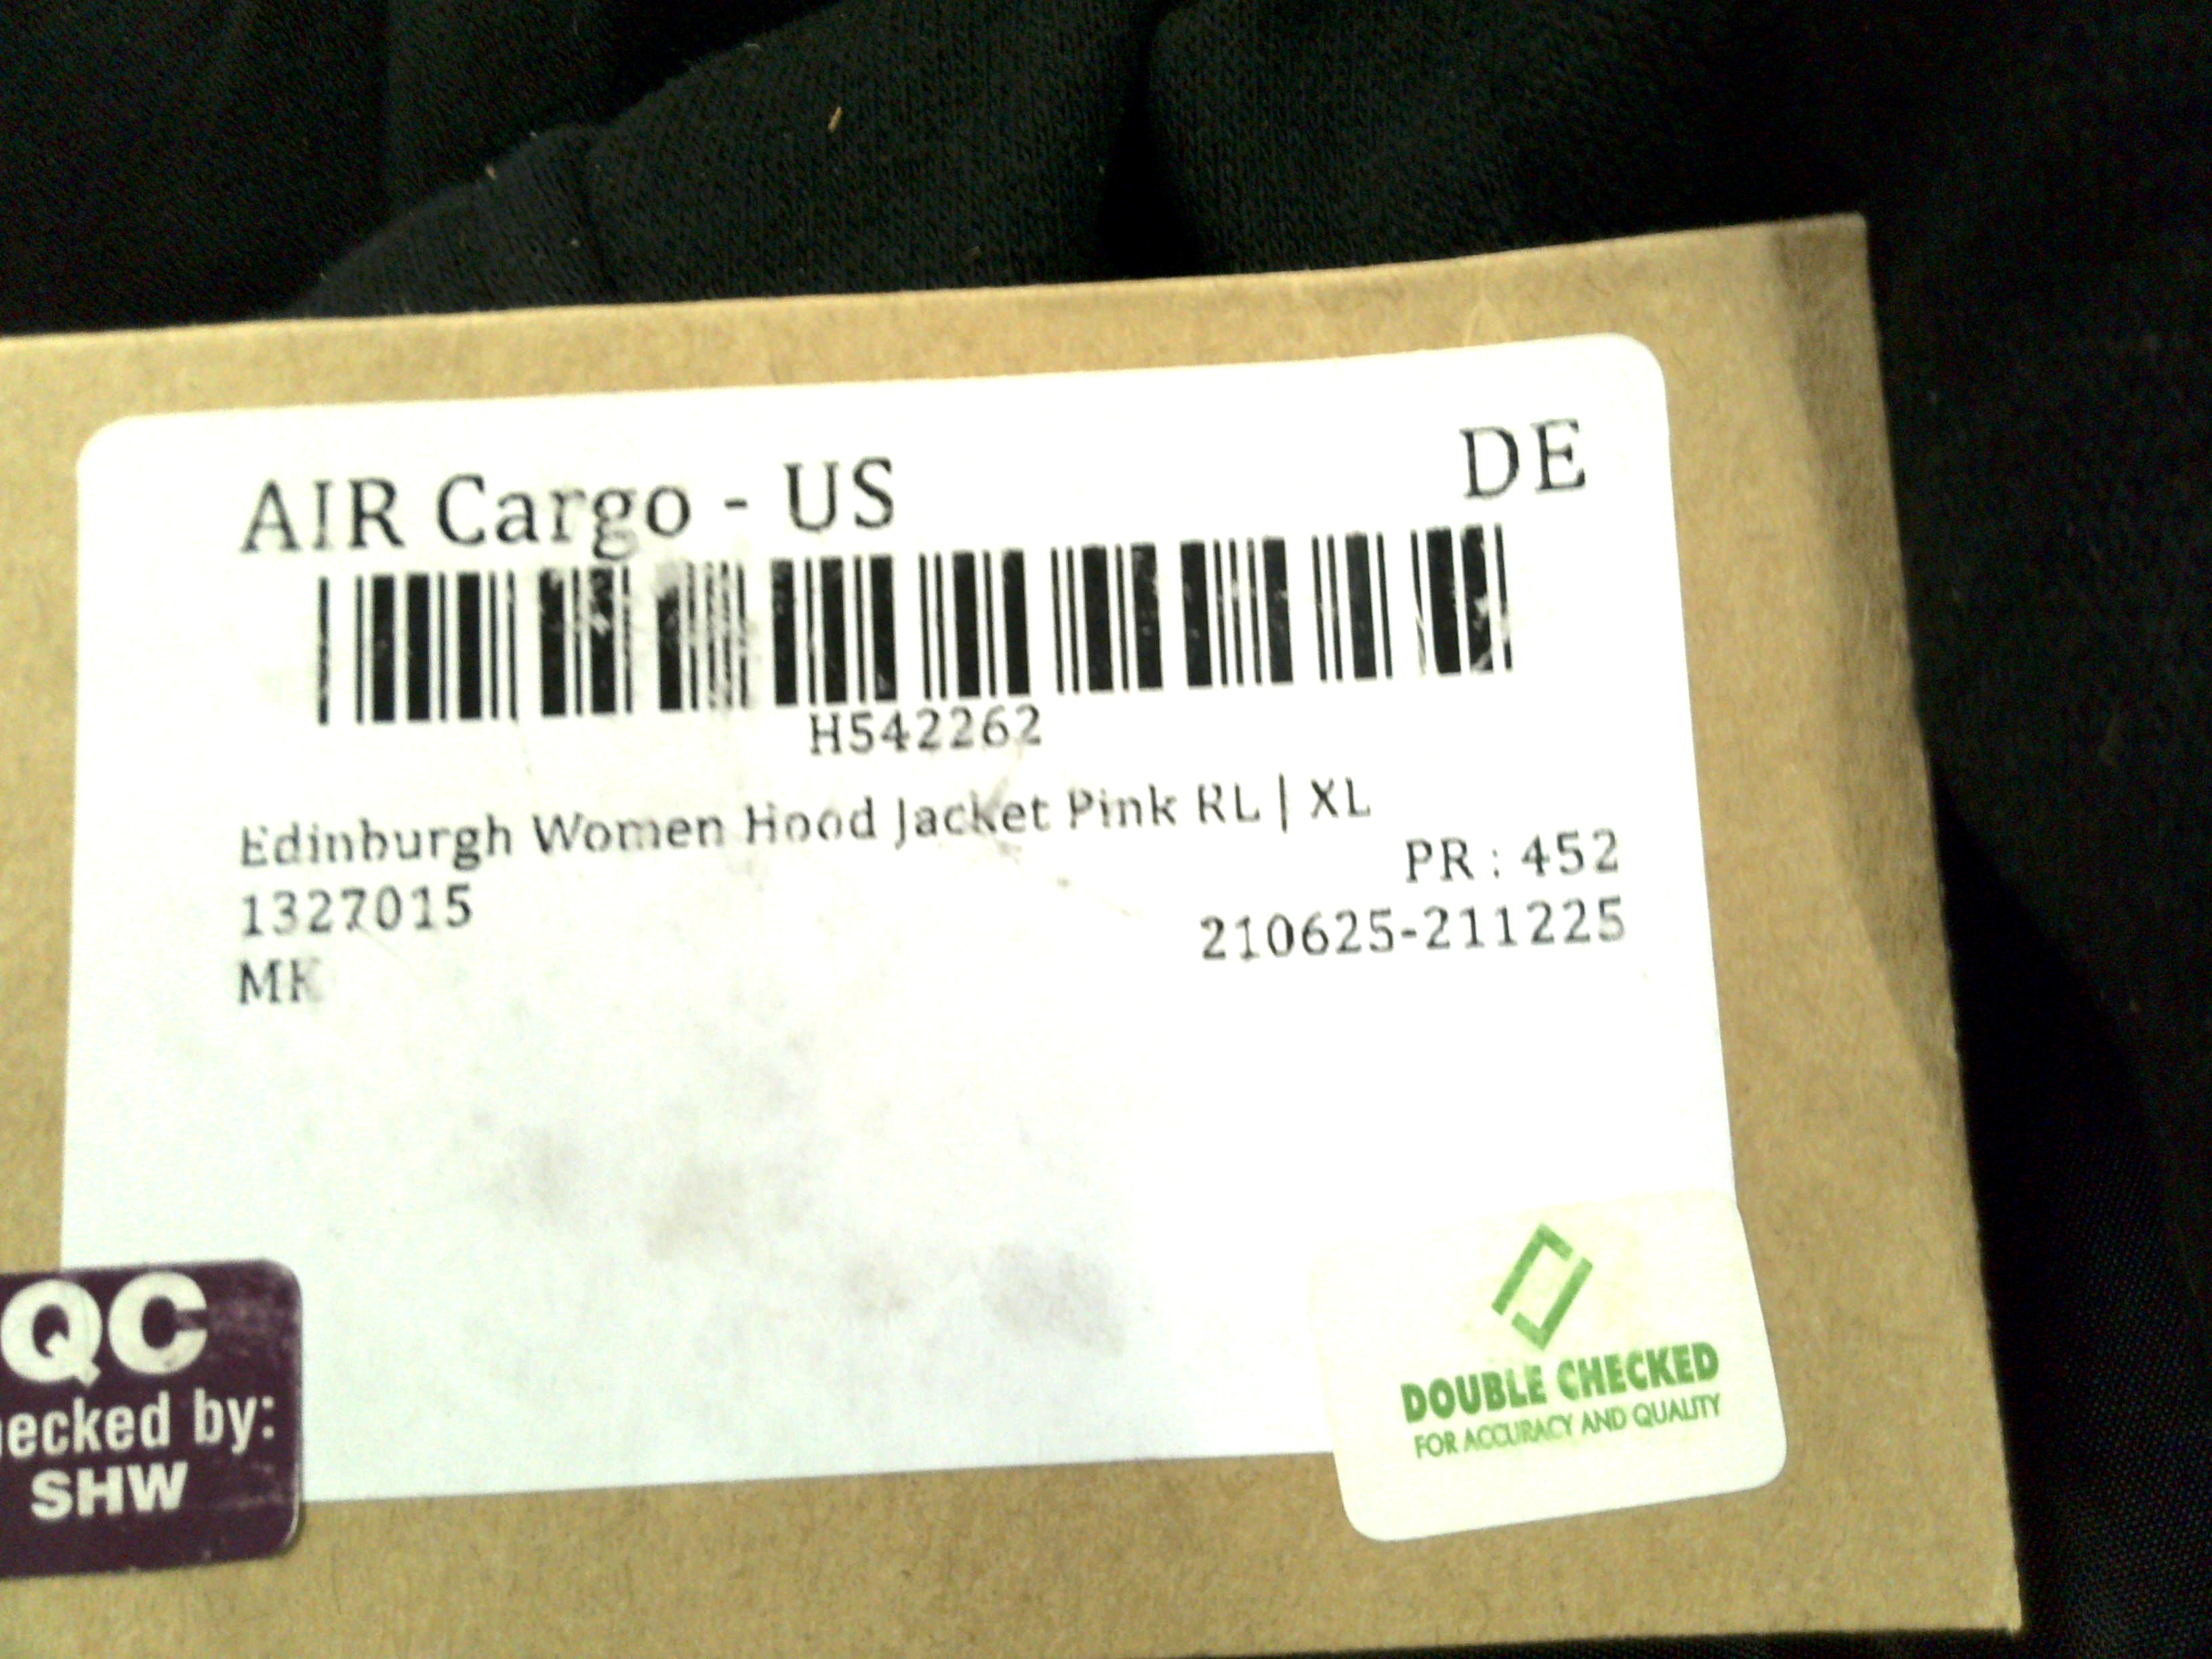 AIR Cargo - US
DE
H542262
Edinburgh Women Hood Jacket Pink RL | XL
PR : 452
1327015
210625-211225
MK
QC
ecked by:
SHW
DOUBLE CHECKED
FOR ACCURACY AND QUALITY